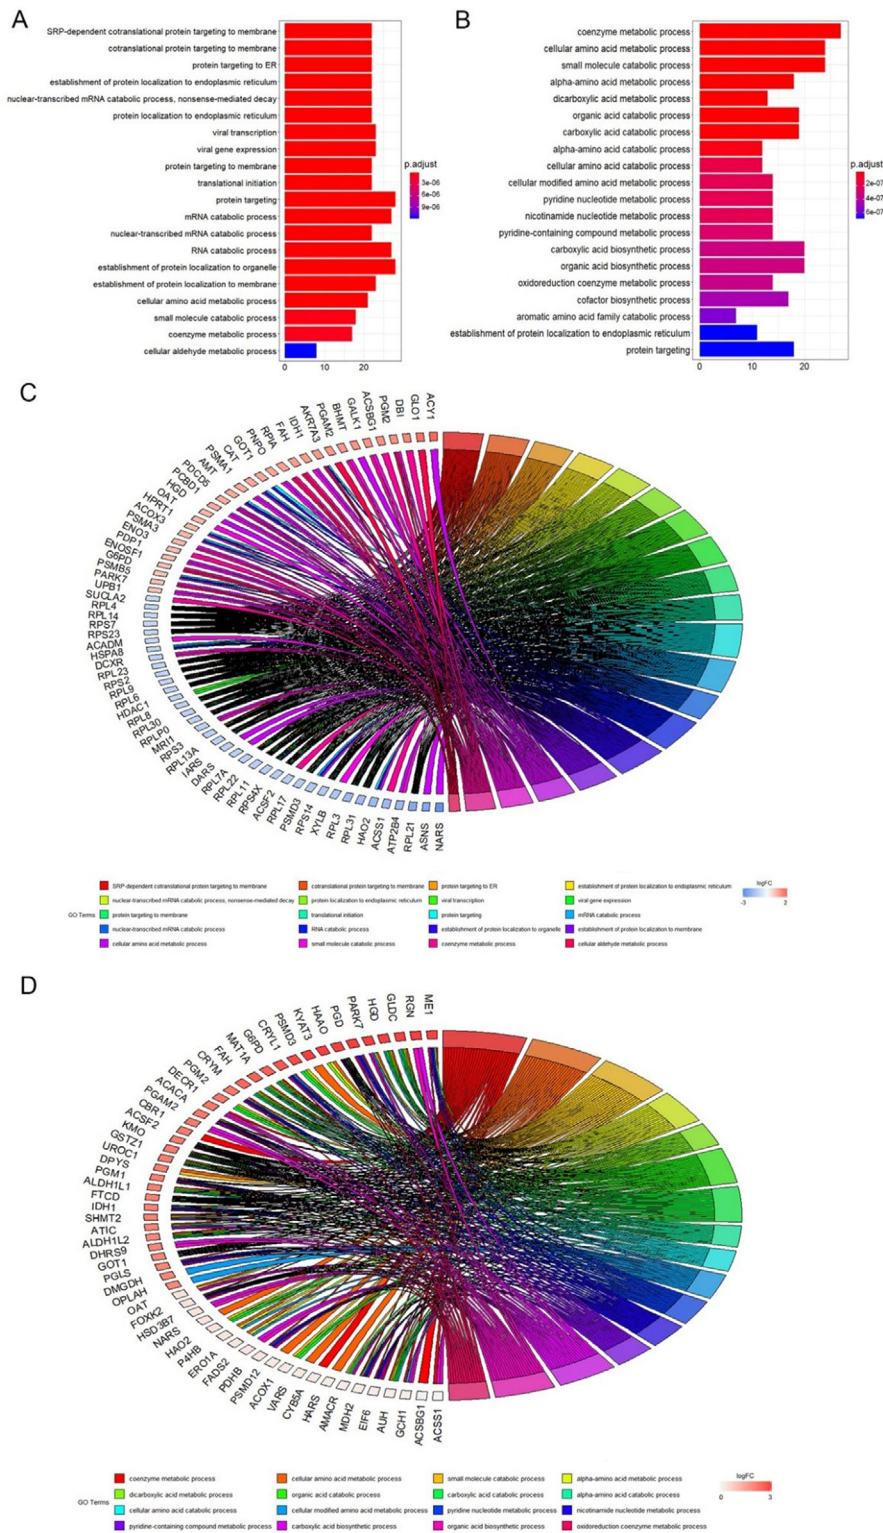 A
SRP-dependent cotranslational protein targeting to membrane
cotranslational protein targeting to membrane
protein targeting to ER
establishment of protein localization to endoplasmic reticulum
nuclear-transcribed mRNA catabolic process, nonsense-mediated decay
protein localization to endoplasmic reticulum
viral transcription
viral gene expression
protein targeting to membrane
translational initiation
protein targeting
mRNA catabolic process
nuclear-transcribed mRNA catabolic process
RNA catabolic process
establishment of protein localization to organelle
establishment of protein localization to membrane
cellular amino acid metabolic process
small molecule catabolic process
coenzyme metabolic process
cellular aldehyde metabolic process
0 10 20
p.adjust
3e-06
6e-06
9e-06
B
coenzyme metabolic process
cellular amino acid metabolic process
small molecule catabolic process
alpha-amino acid metabolic process
dicarboxylic acid metabolic process
organic acid catabolic process
carboxylic acid catabolic process
alpha-amino acid catabolic process
cellular amino acid catabolic process
cellular modified amino acid metabolic process
pyridine nucleotide metabolic process
nicotinamide nucleotide metabolic process
pyridine-containing compound metabolic process
carboxylic acid biosynthetic process
organic acid biosynthetic process
oxidoreduction coenzyme metabolic process
cofactor biosynthetic process
aromatic amino acid family catabolic process
establishment of protein localization to endoplasmic reticulum
protein targeting
0 10 20
p.adjust
2e-07
4e-07
6e-07
C
ACY1
GLO1
DBI
PGM2
ACSBG1
GALK1
BHMT
PGAM2
AKR7A3
IDH1
FAH
RPIA
PNPO
GOT1
CAT
PSMA1
AMT
PDCD5
PCBD1
HGD
OAT
HPRT1
ACOX3
PSMA3
ENO3
PDP1
ENOSF1
G6PD
PSMB5
PARK7
UPB1
SUCLA2
RPL4
RPL14
RPS7
RPS23
ACADM
HSPA8
DCXR
RPL23
RPS2
RPL9
RPL6
HDAC1
RPL8
RPL30
RPLP0
MRI1
RPS3
RPL13A
IARS
DARS
RPL7A
RPL22
RPL11
RPS4X
ACSF2
RPL17
PSMD3
RPS14
XYLB
RPL3
RPL31
HAO2
ACSS1
ATP2B4
RPL21
ASNS
NARS
GO Terms
SRP-dependent cotranslational protein targeting to membrane
cotranslational protein targeting to membrane
protein targeting to ER
establishment of protein localization to endoplasmic reticulum
nuclear-transcribed mRNA catabolic process, nonsense-mediated decay
protein localization to endoplasmic reticulum
viral transcription
viral gene expression
protein targeting to membrane
translational initiation
protein targeting
mRNA catabolic process
nuclear-transcribed mRNA catabolic process
RNA catabolic process
establishment of protein localization to organelle
establishment of protein localization to membrane
cellular amino acid metabolic process
small molecule catabolic process
coenzyme metabolic process
cellular aldehyde metabolic process
logFC
-3 2
D
ME1
RGN
GLDC
HGD
PARK7
PGD
HAAO
KYAT3
PSMD3
CRYL1
G6PD
MAT1A
FAH
CRYM
PGM2
DECR1
ACACA
PGAM2
CBR1
ACSF2
KMO
GSTZ1
UROC1
DPYS
PGM1
ALDH1L1
FTCD
IDH1
SHMT2
ATIC
ALDH1L2
DHRS9
GOT1
PGLS
DMGDH
OPLAH
OAT
FOXK2
HSD3B7
NARS
HAO2
P4HB
ERO1A
FADS2
PDHB
PSMD12
ACOX1
VARS
CYB5A
HARS
AMACR
MDH2
EIF6
AUH
GCH1
ACSBG1
ACSS1
GO Terms
coenzyme metabolic process
cellular amino acid metabolic process
small molecule catabolic process
alpha-amino acid metabolic process
dicarboxylic acid metabolic process
organic acid catabolic process
carboxylic acid catabolic process
alpha-amino acid catabolic process
cellular amino acid catabolic process
cellular modified amino acid metabolic process
pyridine nucleotide metabolic process
nicotinamide nucleotide metabolic process
pyridine-containing compound metabolic process
carboxylic acid biosynthetic process
organic acid biosynthetic process
oxidoreduction coenzyme metabolic process
logFC
0 3